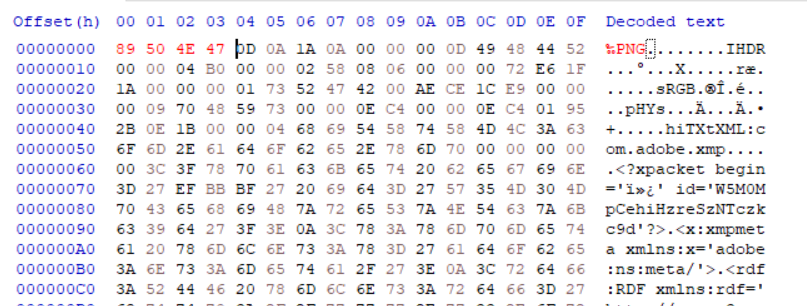 Offset(h) 00 01 02 03 04 05 06 07 08 09 0A 0B 0C 0D 0E 0F Decoded text
00000000 89 50 4E 47 0D 0A 1A 0A 00 00 00 0D 49 48 44 52 ‰PNG........IHDR
00000010 00 00 04 B0 00 00 02 58 08 06 00 00 00 72 E6 1F ...°...X.....ræ.
00000020 1A 00 00 00 01 73 52 47 42 00 AE CE 1C E9 00 00 .....sRGB.®Î.é..
00000030 00 09 70 48 59 73 00 00 0E C4 00 00 0E C4 01 95 ..pHYs...Ä...Ä.•
00000040 2B 0E 1B 00 00 04 68 69 54 58 74 58 4D 4C 3A 63 +.....hiTXtXML:c
00000050 6F 6D 2E 61 64 6F 62 65 2E 78 6D 70 00 00 00 00 om.adobe.xmp....
00000060 00 3C 3F 78 70 61 63 6B 65 74 20 62 65 67 69 6E .<?xpacket begin
00000070 3D 27 EF BB BF 27 20 69 64 3D 27 57 35 4D 30 4D ='ï»¿' id='W5M0M
00000080 70 43 65 68 69 48 7A 72 65 53 7A 4E 54 63 7A 6B pCehiHzreSzNTczk
00000090 63 39 64 27 3F 3E 0A 3C 78 3A 78 6D 70 6D 65 74 c9d'?>.<x:xmpmet
000000A0 61 20 78 6D 6C 6E 73 3A 78 3D 27 61 64 6F 62 65 a xmlns:x='adobe
000000B0 3A 6E 73 3A 6D 65 74 61 2F 27 3E 0A 3C 72 64 66 :ns:meta/'>.<rdf
000000C0 3A 52 44 46 20 78 6D 6C 6E 73 3A 72 64 66 3D 27 :RDF xmlns:rdf='